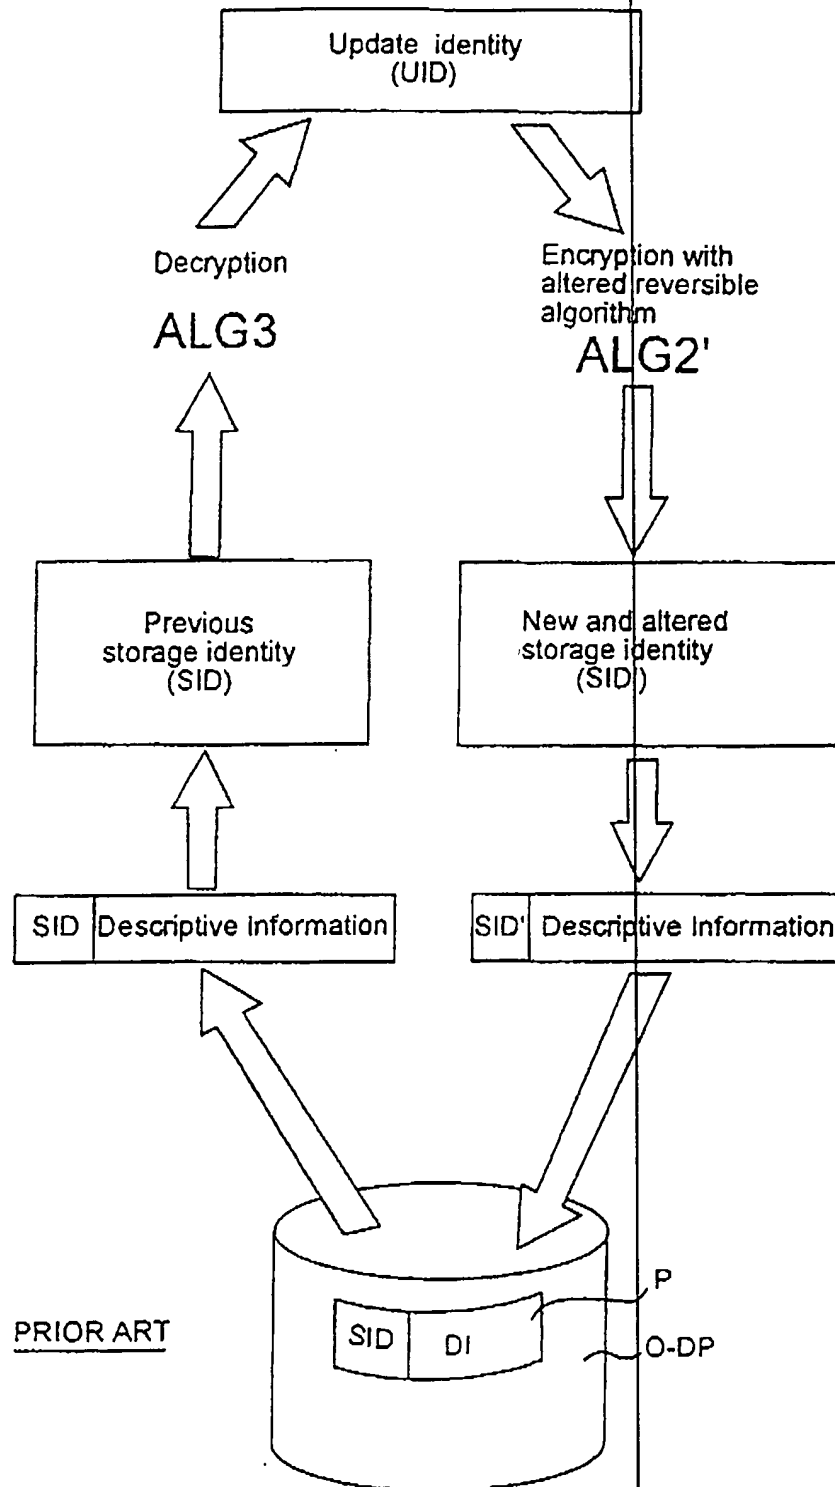 Update identity
(UID)
Decryption
ALG3
Encryption with
altered reversible
algorithm
ALG2'
Previous
storage identity
(SID)
New and altered
storage identity
(SID')
SID Descriptive Information
SID' Descriptive Information
P
SID DI
O-DP
PRIOR ART